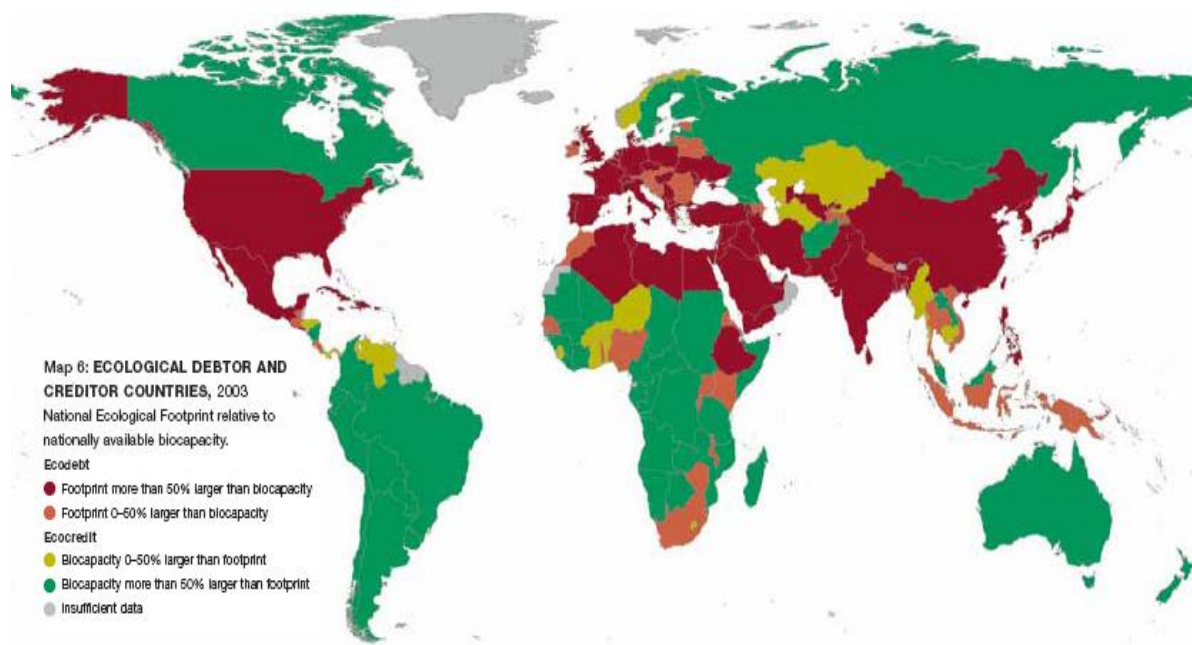 Map 6: ECOLOGICAL DEBTOR AND
CREDITOR COUNTRIES, 2003
National Ecological Footprint relative to
nationally available biocapacity.
Ecodebt
Footprint more than 50% larger than biocapacity
Footprint 0–50% larger than biocapacity
Ecocredit
Biocapacity 0–50% larger than footprint
Biocapacity more than 50% larger than footprint
Insufficient data